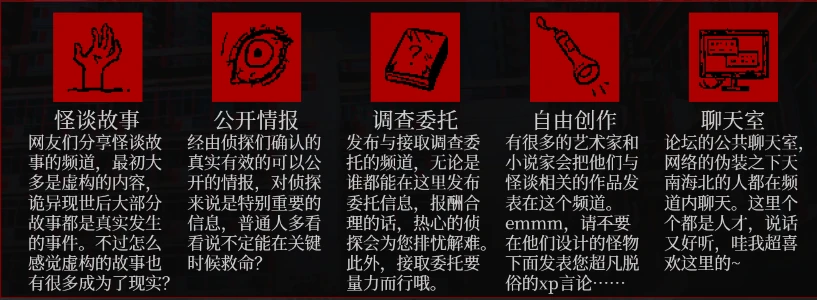 怪谈故事
网友们分享怪谈故
事的频道，最初大
多是虚构的内容，
诡异现世后大部分
故事都是真实发生
的事件。不过怎么
感觉虚构的故事也
有很多成为了现实？
公开情报
经由侦探们确认的
真实有效的可以公
开的情报，对侦探
来说是特别重要的
信息，普通人多看
看说不定能在关键
时候救命？
?
调查委托
发布与接取调查委
托的频道，无论是
谁都能在这里发布
委托信息，报酬合
理的话，热心的侦
探会为您排忧解难。
此外，接取委托要
量力而行哦。
自由创作
有很多的艺术家和
小说家会把他们与
怪谈相关的作品发
表在这个频道。
emmm，请不要
在他们设计的怪物
下面发表您超凡脱
俗的xp言论……
聊天室
论坛的公共聊天室，
网络的伪装之下天
南海北的人都在频
道内聊天。这里个
个都是人才，说话
又好听，哇我超喜
欢这里的~